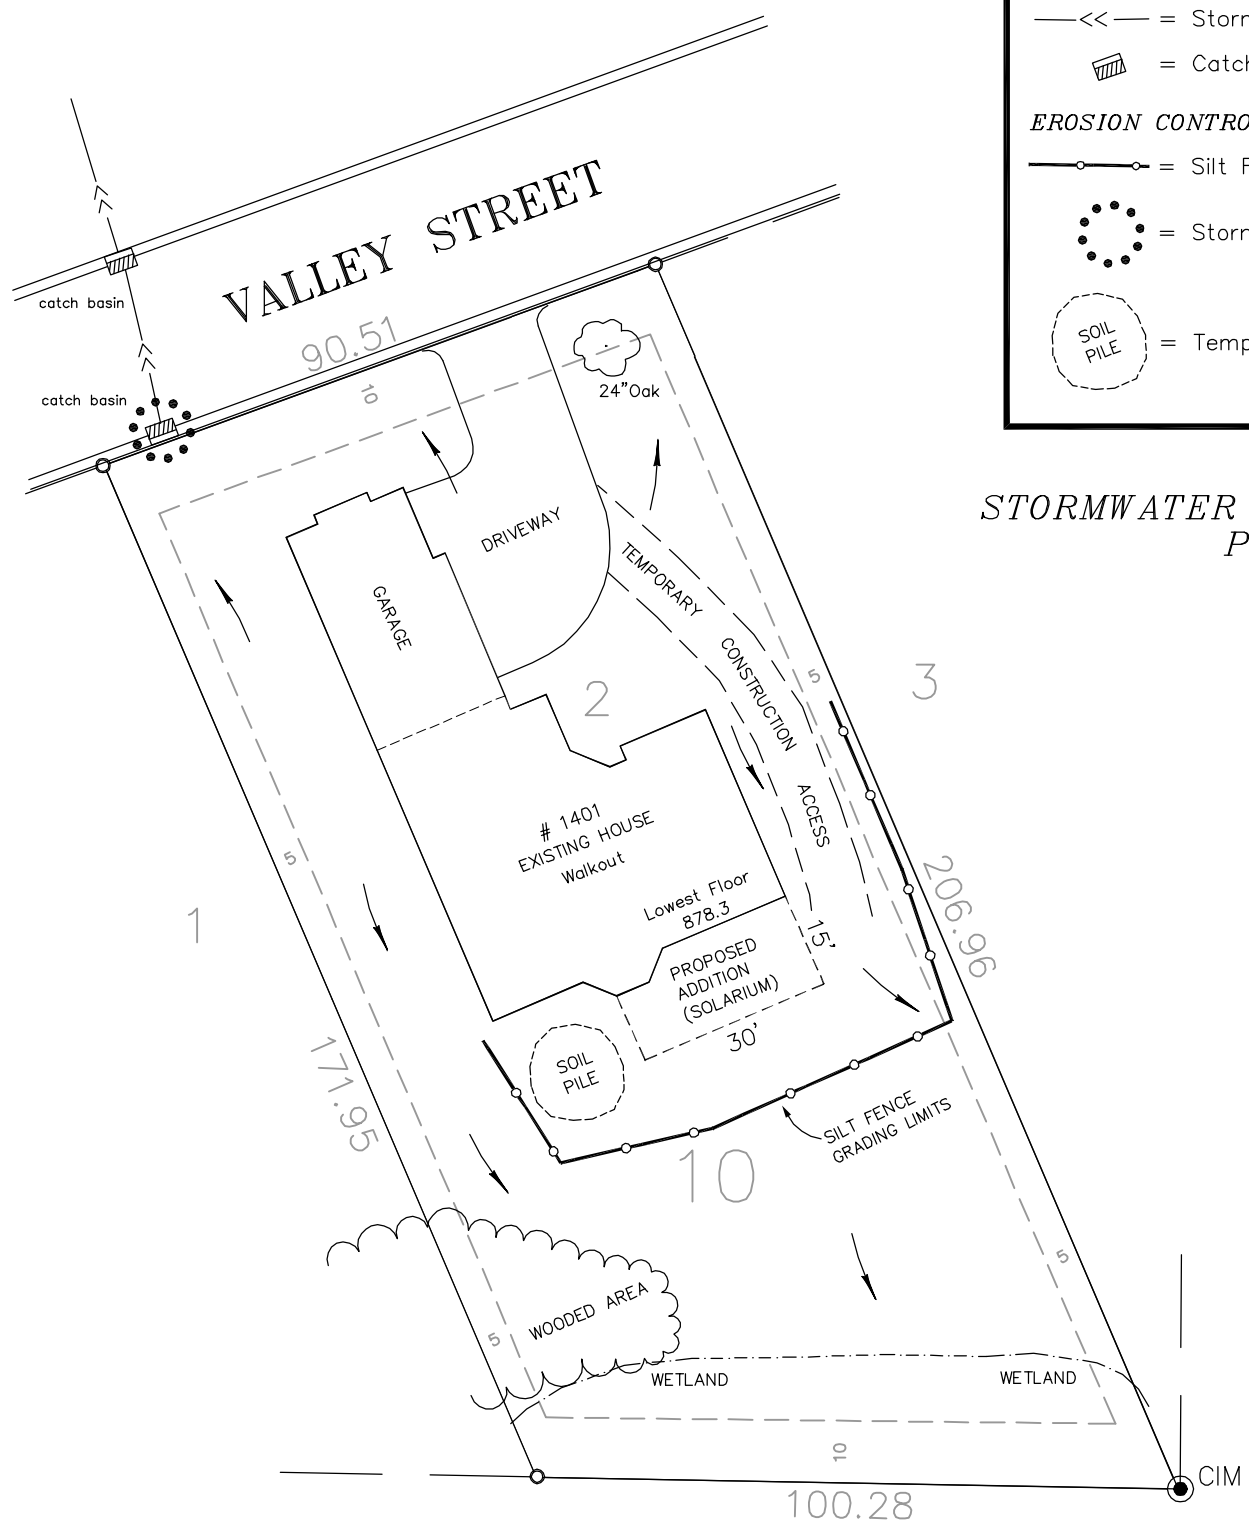 << = Storm
= Catch
EROSION CONTRO
= Silt F
= Storm
SOIL
PILE
= Temp
STORMWATER
P
VALLEY STREET
catch basin
catch basin
90.51
10
24"Oak
DRIVEWAY
GARAGE
TEMPORARY
CONSTRUCTION
ACCESS
2
5
3
# 1401
EXISTING HOUSE
Walkout
Lowest Floor
878.3
5
1
206.96
15'
PROPOSED
ADDITION
(SOLARIUM)
30'
SOIL
PILE
171.95
SILT FENCE
GRADING LIMITS
10
5
WOODED AREA
5
WETLAND
WETLAND
10
100.28
CIM